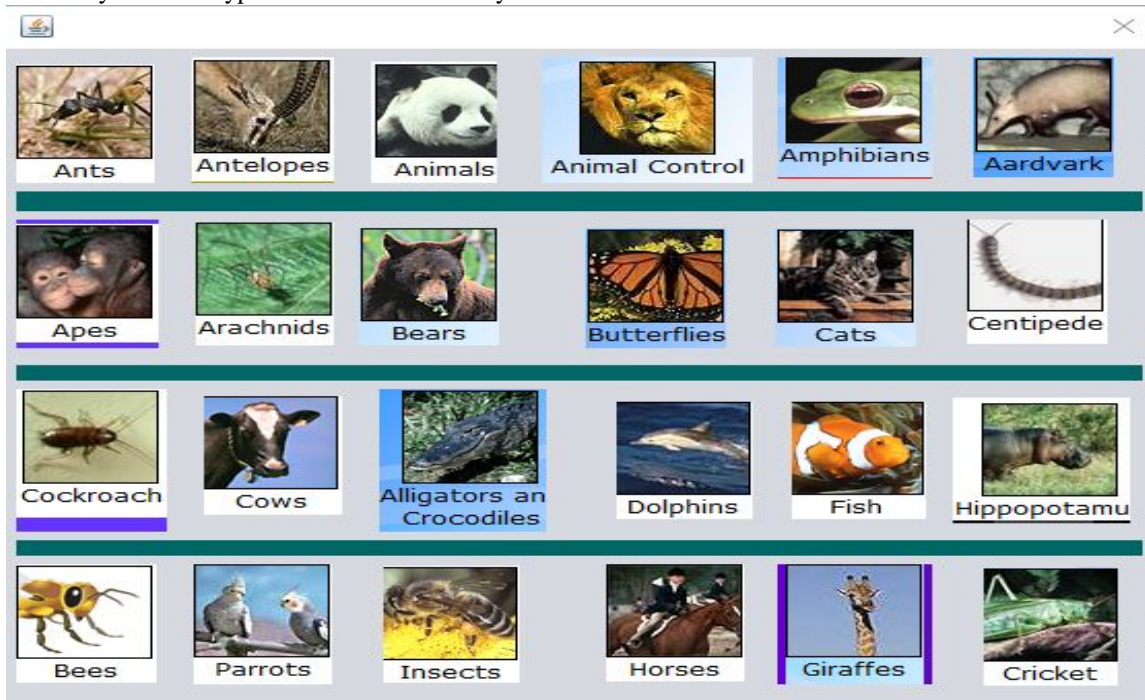 Ants
Antelopes
Animals
Animal Control
Amphibians
Aardvark
Apes
Arachnids
Bears
Butterflies
Cats
Centipede
Cockroach
Cows
Alligators an
Crocodiles
Dolphins
Fish
Hippopotamu
Bees
Parrots
Insects
Horses
Giraffes
Cricket